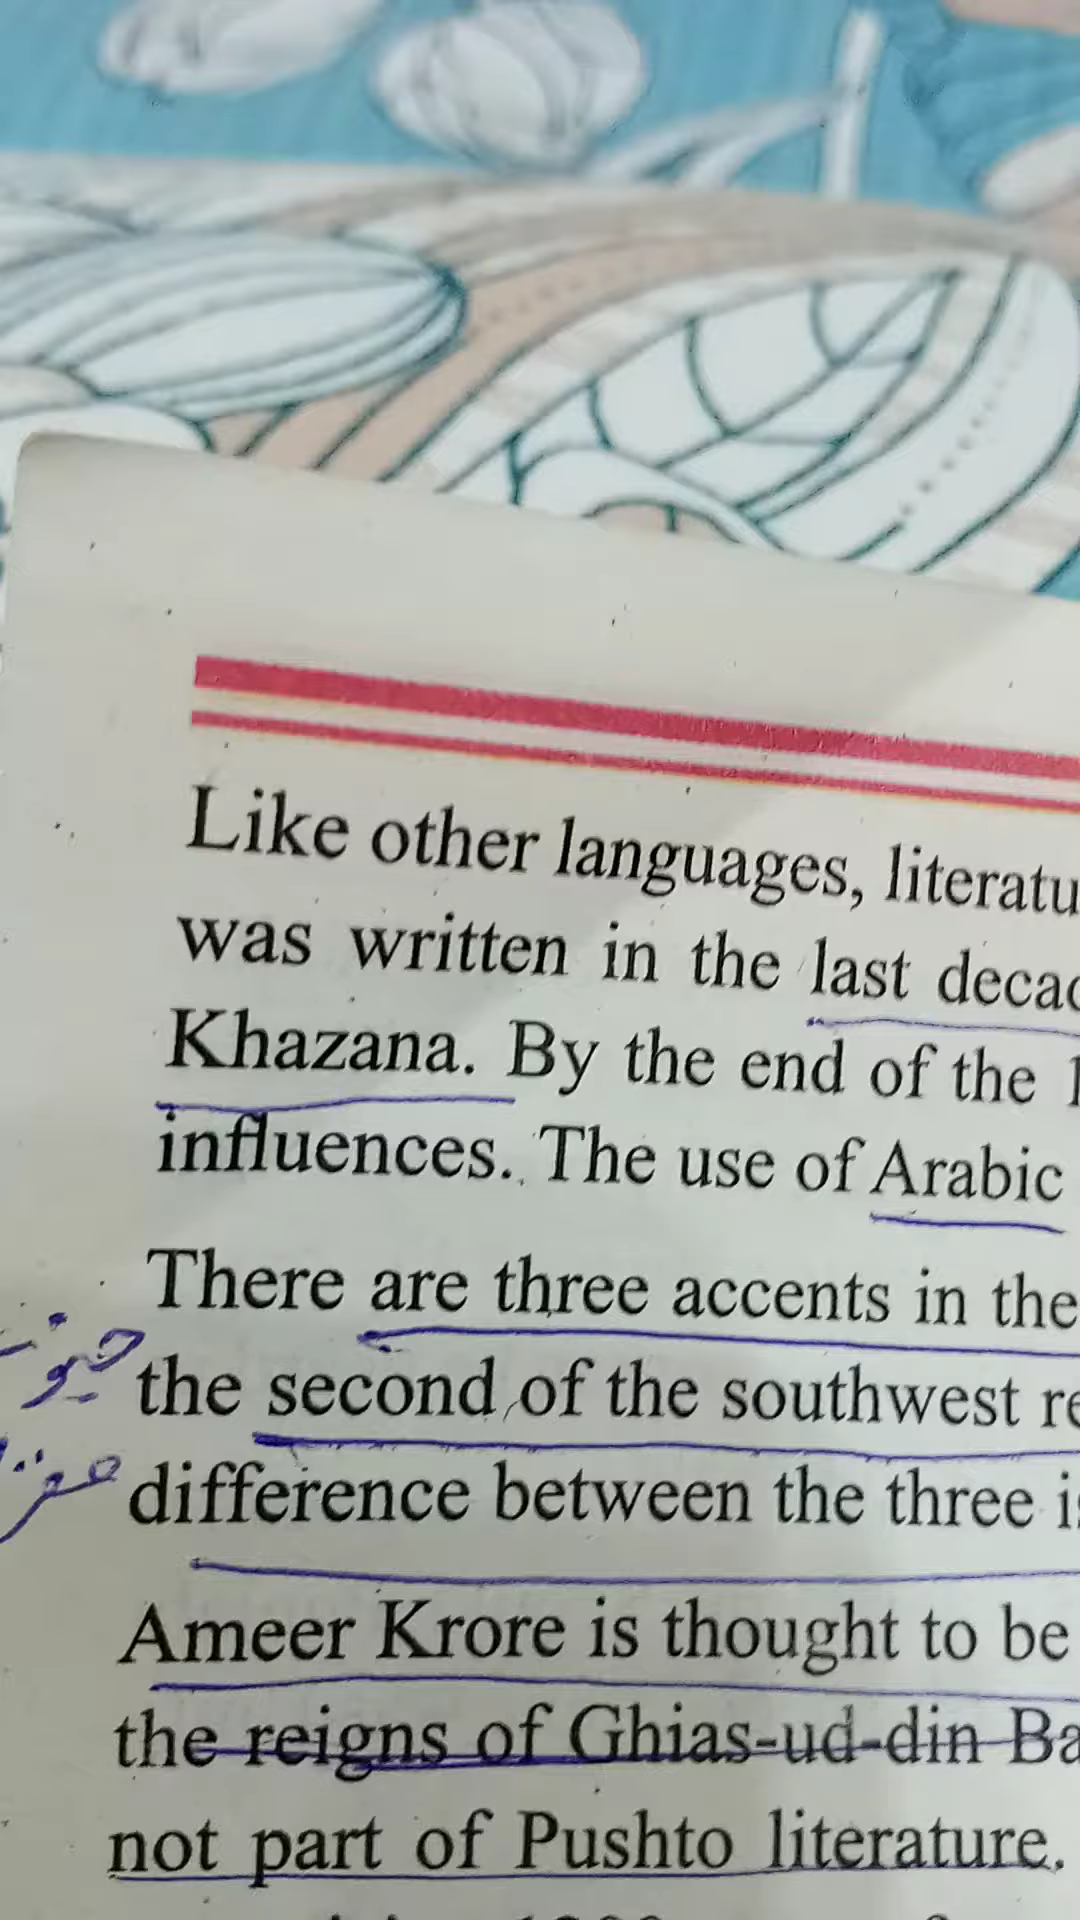 Like other languages, literatu
was written in the last decad
Khazana. By the end of the 1
influences. The use of Arabic
There are three accents in the
the second of the southwest re
difference between the three is
Ameer Krore is thought to be
the reigns of Ghias-ud-din Ba
not part of Pushto literature.